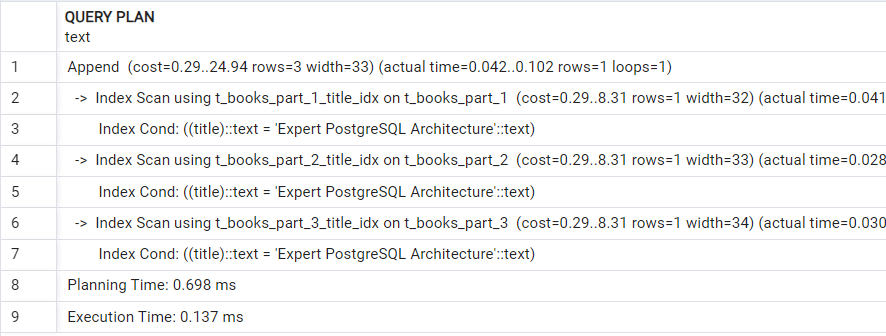 QUERY PLAN
text
1 Append (cost=0.29..24.94 rows=3 width=33) (actual time=0.042..0.102 rows=1 loops=1)
2 -> Index Scan using t_books_part_1_title_idx on t_books_part_1 (cost=0.29..8.31 rows=1 width=32) (actual time=0.041
3 Index Cond: ((title)::text = 'Expert PostgreSQL Architecture'::text)
4 -> Index Scan using t_books_part_2_title_idx on t_books_part_2 (cost=0.29..8.31 rows=1 width=33) (actual time=0.028
5 Index Cond: ((title)::text = 'Expert PostgreSQL Architecture'::text)
6 -> Index Scan using t_books_part_3_title_idx on t_books_part_3 (cost=0.29..8.31 rows=1 width=34) (actual time=0.030
7 Index Cond: ((title)::text = 'Expert PostgreSQL Architecture'::text)
8 Planning Time: 0.698 ms
9 Execution Time: 0.137 ms